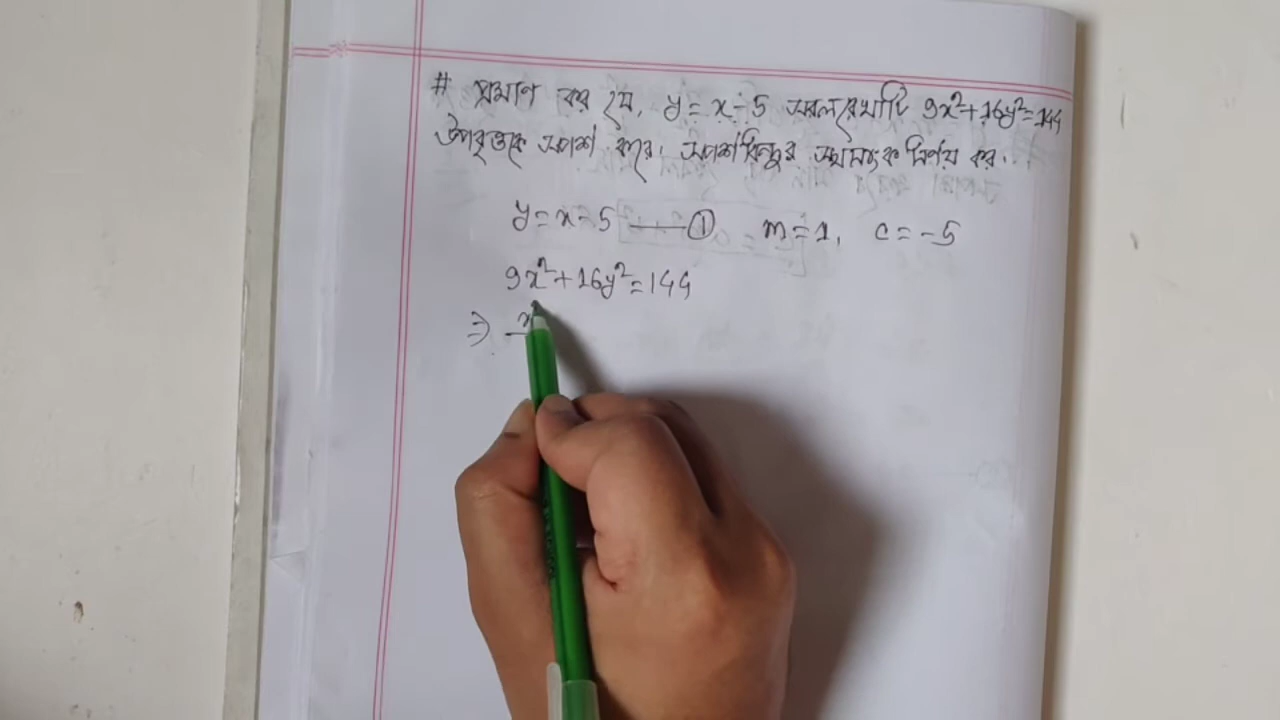 # প্রমাণ কর যে, y = x - 5 সরলরেখাটি 9x² + 16y² = 144
উপবৃত্তকে স্পর্শ করে। স্পর্শবিন্দুর স্থানাংক নির্ণয় কর...
y = x - 5 —— ① m = 1, c = -5
9x² + 16y² = 144
⇒ x